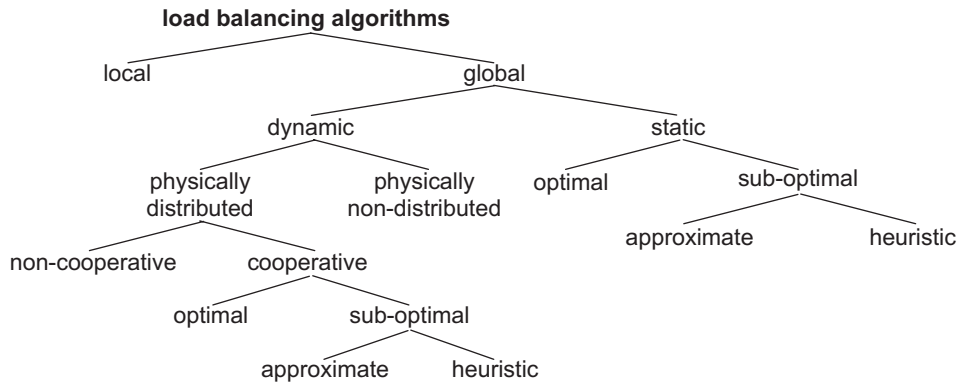 load balancing algorithms
local
global
dynamic
static
physically
distributed
physically
non-distributed
optimal
sub-optimal
approximate
heuristic
non-cooperative
cooperative
optimal
sub-optimal
approximate
heuristic